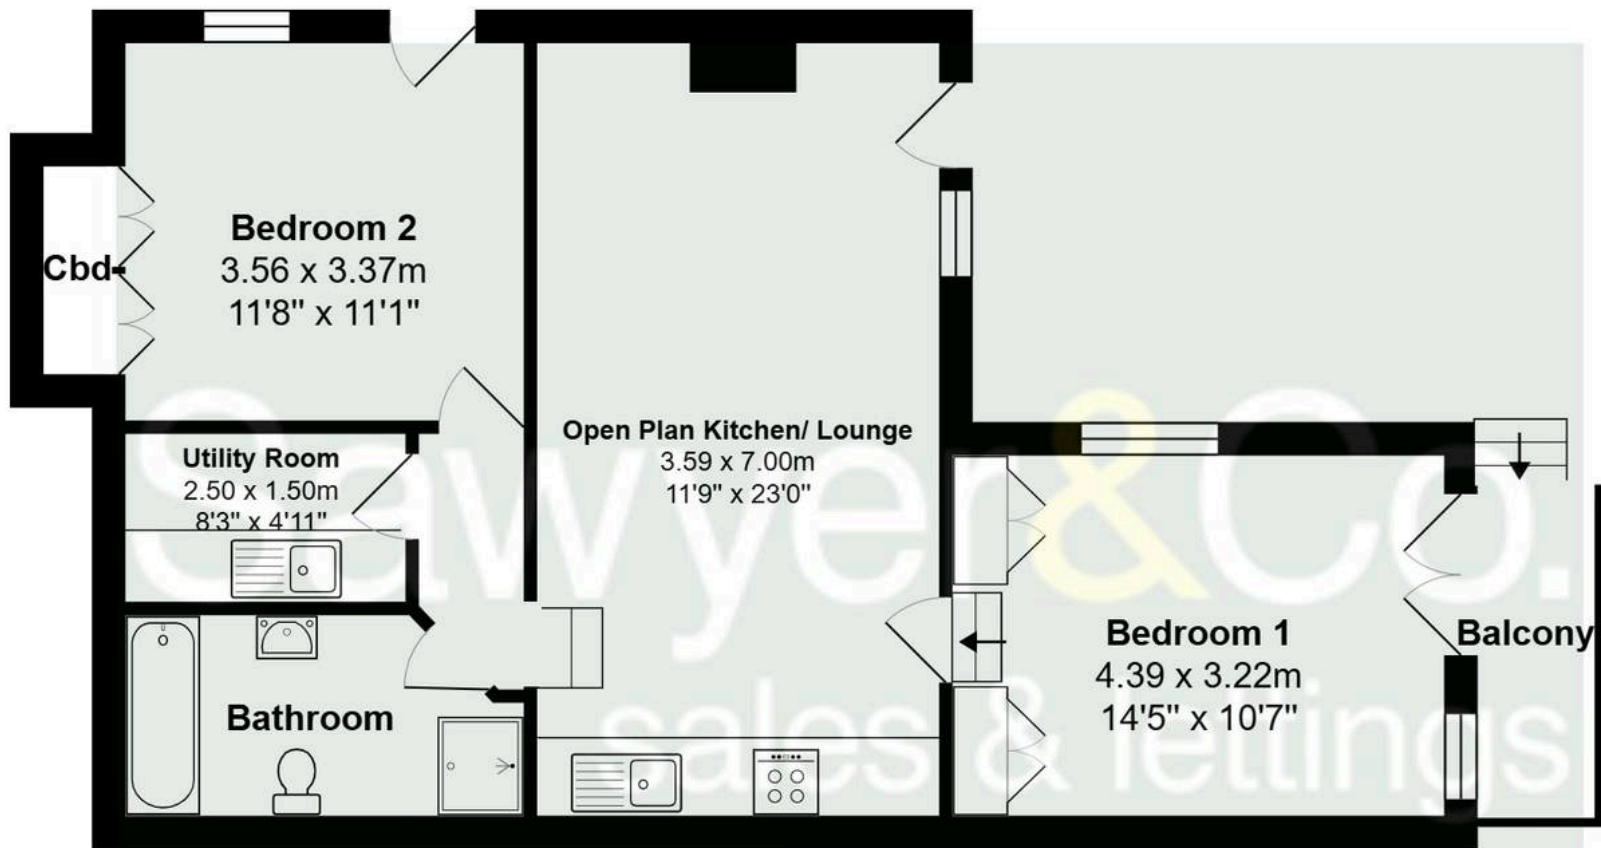 Bedroom 2
3.56 x 3.37m
11'8" x 11'1"
Cbd
Utility Room
2.50 x 1.50m
8'3" x 4'11"
Bathroom
Open Plan Kitchen/ Lounge
3.59 x 7.00m
11'9" x 23'0"
Bedroom 1
4.39 x 3.22m
14'5" x 10'7"
Balcony
Sawyer&Co.
sales & lettings